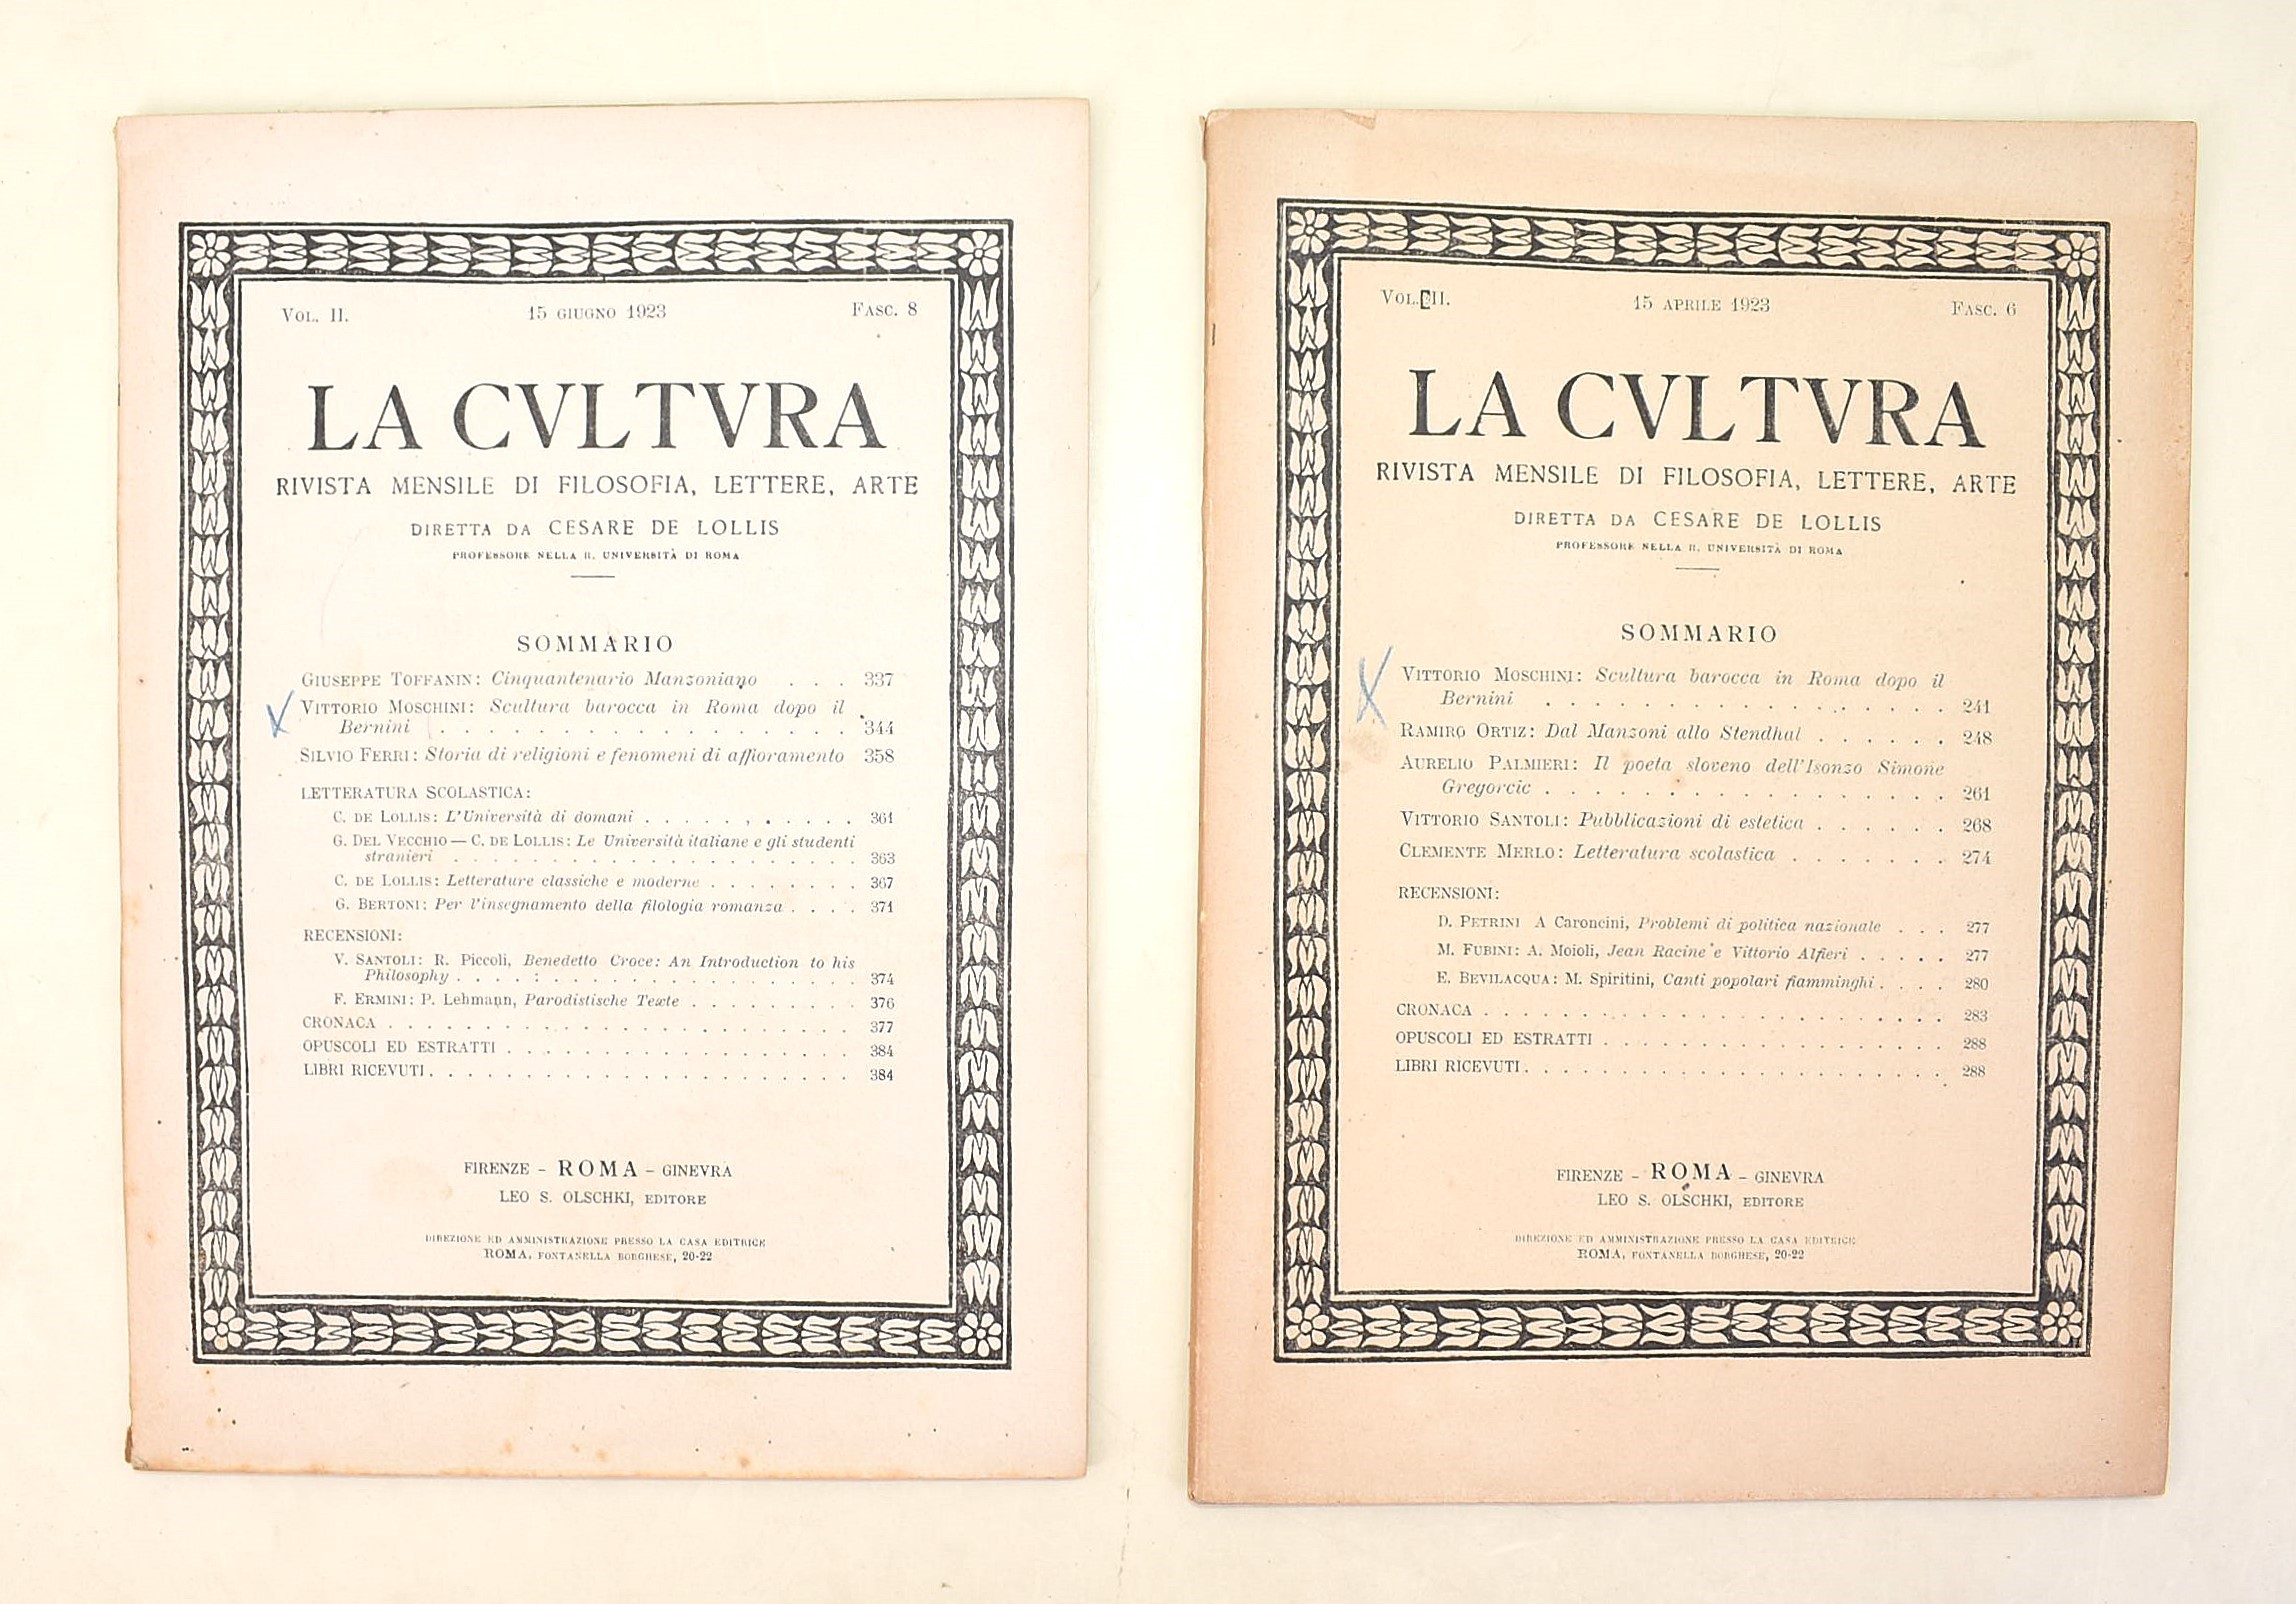 VOL. II. 15 GIUGNO 1923 FASC. 8
LA CVLTVRA
RIVISTA MENSILE DI FILOSOFIA, LETTERE, ARTE
DIRETTA DA CESARE DE LOLLIS
PROFESSORE NELLA R. UNIVERSITÀ DI ROMA
SOMMARIO
GIUSEPPE TOFFANIN: Cinquantenario Manzoniano . . . 337
VITTORIO MOSCHINI: Scultura barocca in Roma dopo il
Bernini . . . . . . . . . . . . . . . . . 344
SILVIO FERRI: Storia di religioni e fenomeni di affioramento 358
LETTERATURA SCOLASTICA:
C. DE LOLLIS: L'Università di domani . . . . . . . . . . 361
G. DEL VECCHIO — C. DE LOLLIS: Le Università italiane e gli studenti
stranieri . . . . . . . . . . . . . . . . . . . . 363
C. DE LOLLIS: Letterature classiche e moderne . . . . . . . . 367
G. BERTONI: Per l'insegnamento della filologia romanza . . . . 371
RECENSIONI:
V. SANTOLI: R. Piccoli, Benedetto Croce: An Introduction to his
Philosophy . . . . . . . . . . . . . . . . . . . . 374
F. ERMINI: P. Lehmann, Parodistische Texte . . . . . . . . . 376
CRONACA . . . . . . . . . . . . . . . . . . . . . . 377
OPUSCOLI ED ESTRATTI . . . . . . . . . . . . . . . . . 384
LIBRI RICEVUTI . . . . . . . . . . . . . . . . . . . . 384
FIRENZE – ROMA – GINEVRA
LEO S. OLSCHKI, EDITORE
DIREZIONE ED AMMINISTRAZIONE PRESSO LA CASA EDITRICE
ROMA, FONTANELLA BORGHESE, 20-22
VOL. II. 15 APRILE 1923 FASC. 6
LA CVLTVRA
RIVISTA MENSILE DI FILOSOFIA, LETTERE, ARTE
DIRETTA DA CESARE DE LOLLIS
PROFESSORE NELLA R. UNIVERSITÀ DI ROMA
SOMMARIO
VITTORIO MOSCHINI: Scultura barocca in Roma dopo il
Bernini . . . . . . . . . . . . . . . . . 241
RAMIRO ORTIZ: Dal Manzoni allo Stendhal . . . . . . 248
AURELIO PALMIERI: Il poeta sloveno dell'Isonzo Simone
Gregorcic . . . . . . . . . . . . . . . . . 261
VITTORIO SANTOLI: Pubblicazioni di estetica . . . . . . 268
CLEMENTE MERLO: Letteratura scolastica . . . . . . . 274
RECENSIONI:
D. PETRINI A Caroncini, Problemi di politica nazionale . . . 277
M. FUBINI: A. Moioli, Jean Racine e Vittorio Alfieri . . . . . 277
E. BEVILACQUA: M. Spiritini, Canti popolari fiamminghi . . . . 280
CRONACA . . . . . . . . . . . . . . . . . . . . . . 283
OPUSCOLI ED ESTRATTI . . . . . . . . . . . . . . . . . 288
LIBRI RICEVUTI . . . . . . . . . . . . . . . . . . . . 288
FIRENZE – ROMA – GINEVRA
LEO S. OLSCHKI, EDITORE
DIREZIONE ED AMMINISTRAZIONE PRESSO LA CASA EDITRICE
ROMA, FONTANELLA BORGHESE, 20-22